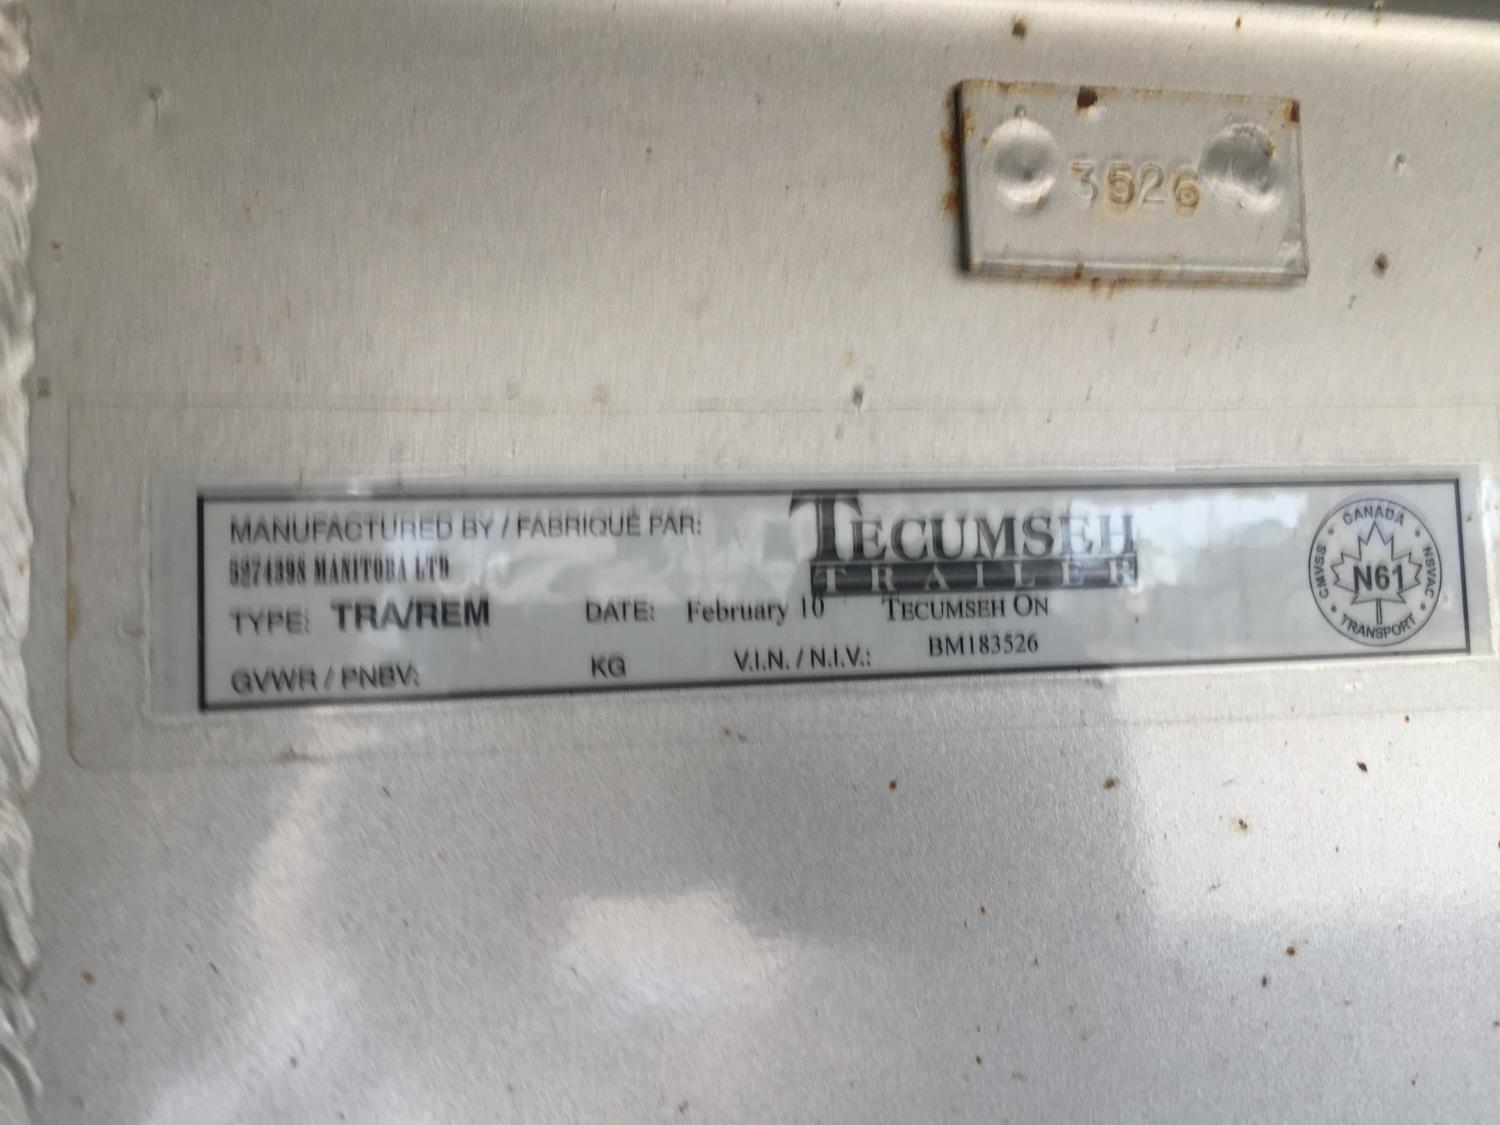 3526
MANUFACTURED BY / FABRIQUÉ PAR:
5274398 MANITOBA LTD
TECUMSEH
TRAILER
TYPE: TRA/REM
DATE: February 10
TECUMSEH ON
GVWR / PNBV: KG
V.I.N. / N.I.V.: BM183526
CANADA
CMVSS
N61
NSVAC
TRANSPORT